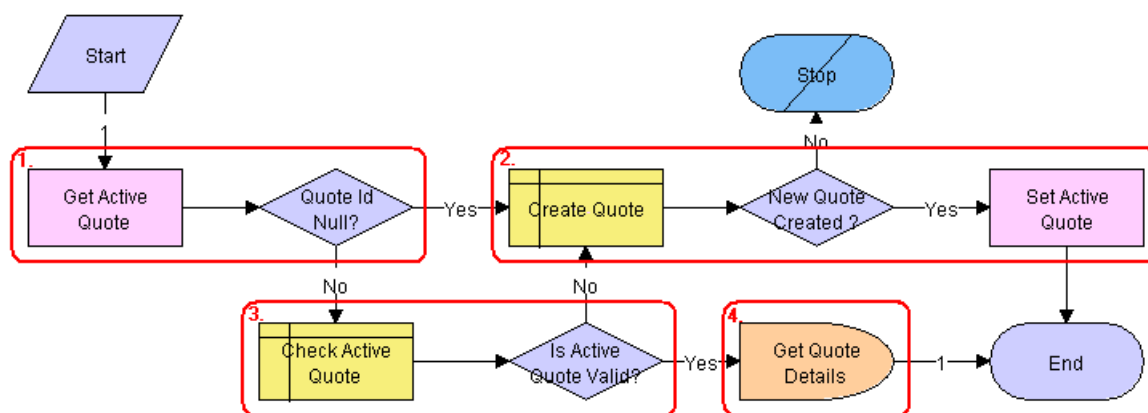 Start
Stop
1
No
1.
2.
Get Active
Quote
Quote Id
Null?
Yes
Create Quote
New Quote
Created ?
Yes
Set Active
Quote
No
No
3.
4.
Check Active
Quote
Is Active
Quote Valid?
Yes
Get Quote
Details
1
End